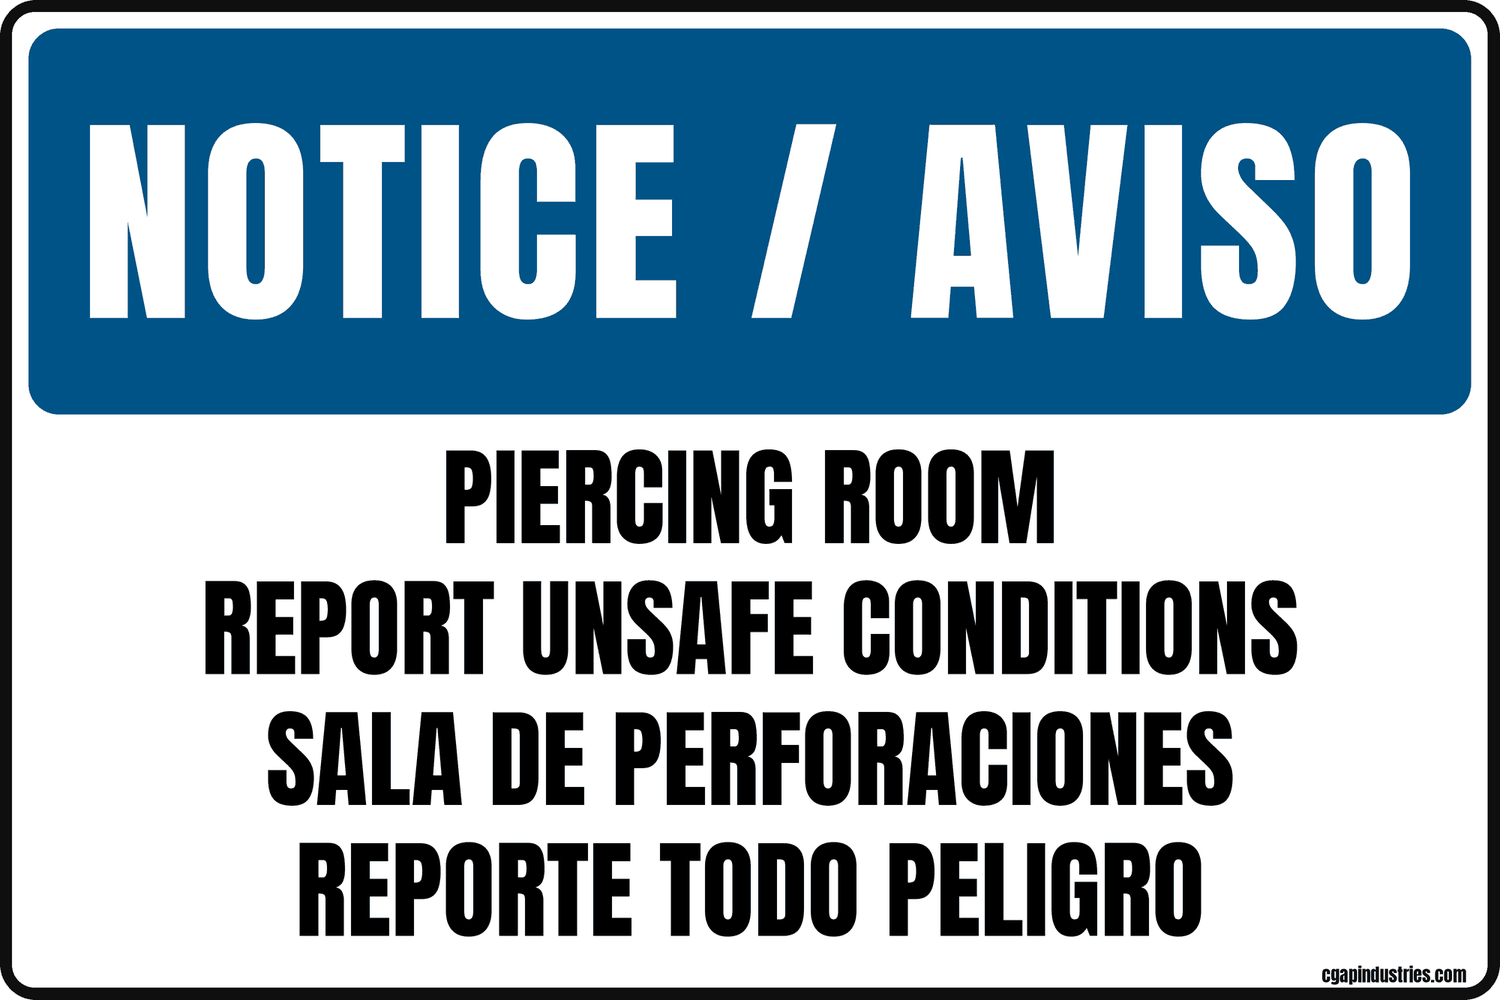 NOTICE / AVISO
PIERCING ROOM
REPORT UNSAFE CONDITIONS
SALA DE PERFORACIONES
REPORTE TODO PELIGRO
cgapindustries.com